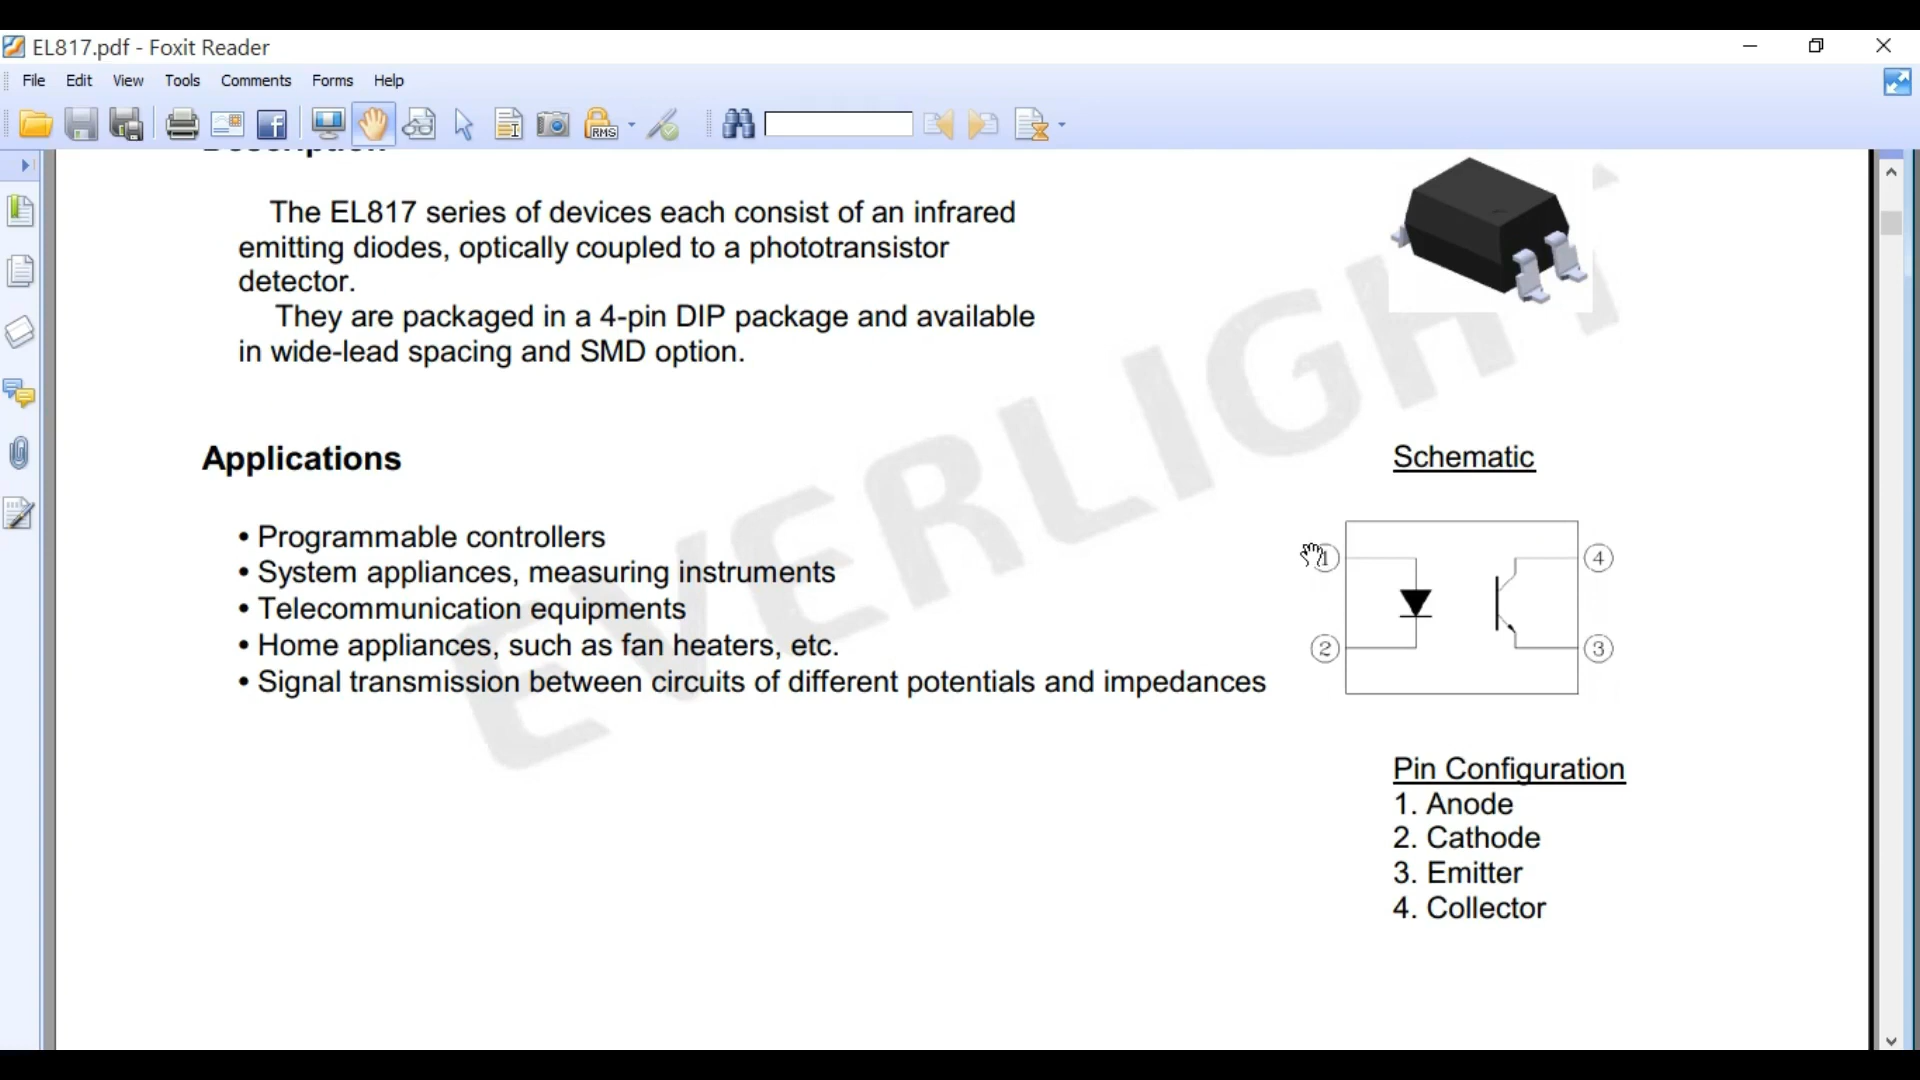 EL817.pdf - Foxit Reader
File Edit View Tools Comments Forms Help
RMS
Description
The EL817 series of devices each consist of an infrared
emitting diodes, optically coupled to a phototransistor
detector.
They are packaged in a 4-pin DIP package and available
in wide-lead spacing and SMD option.
Applications
• Programmable controllers
• System appliances, measuring instruments
• Telecommunication equipments
• Home appliances, such as fan heaters, etc.
• Signal transmission between circuits of different potentials and impedances
EVERLIGHT
Schematic
1 4
2 3
Pin Configuration
1. Anode
2. Cathode
3. Emitter
4. Collector